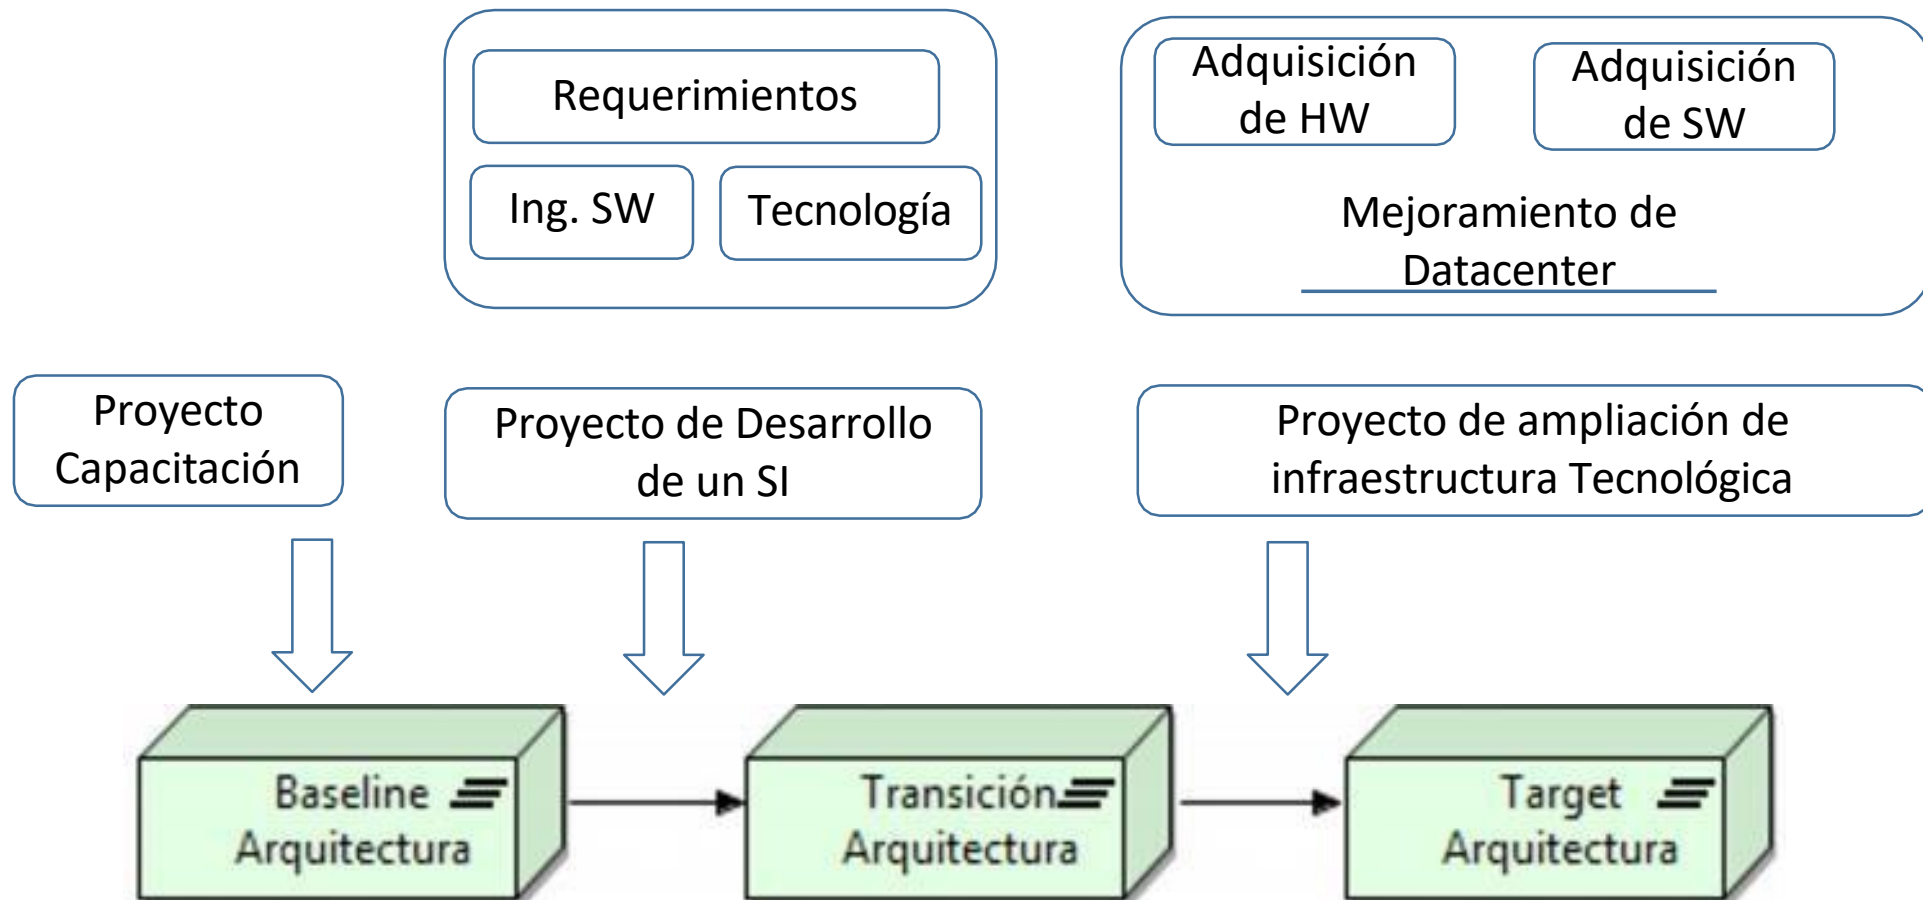 Requerimientos
Ing. SW
Tecnología
Adquisición
de HW
Adquisición
de SW
Mejoramiento de
Datacenter
Proyecto
Capacitación
Proyecto de Desarrollo
de un SI
Proyecto de ampliación de
infraestructura Tecnológica
Baseline
Arquitectura
Transición
Arquitectura
Target
Arquitectura